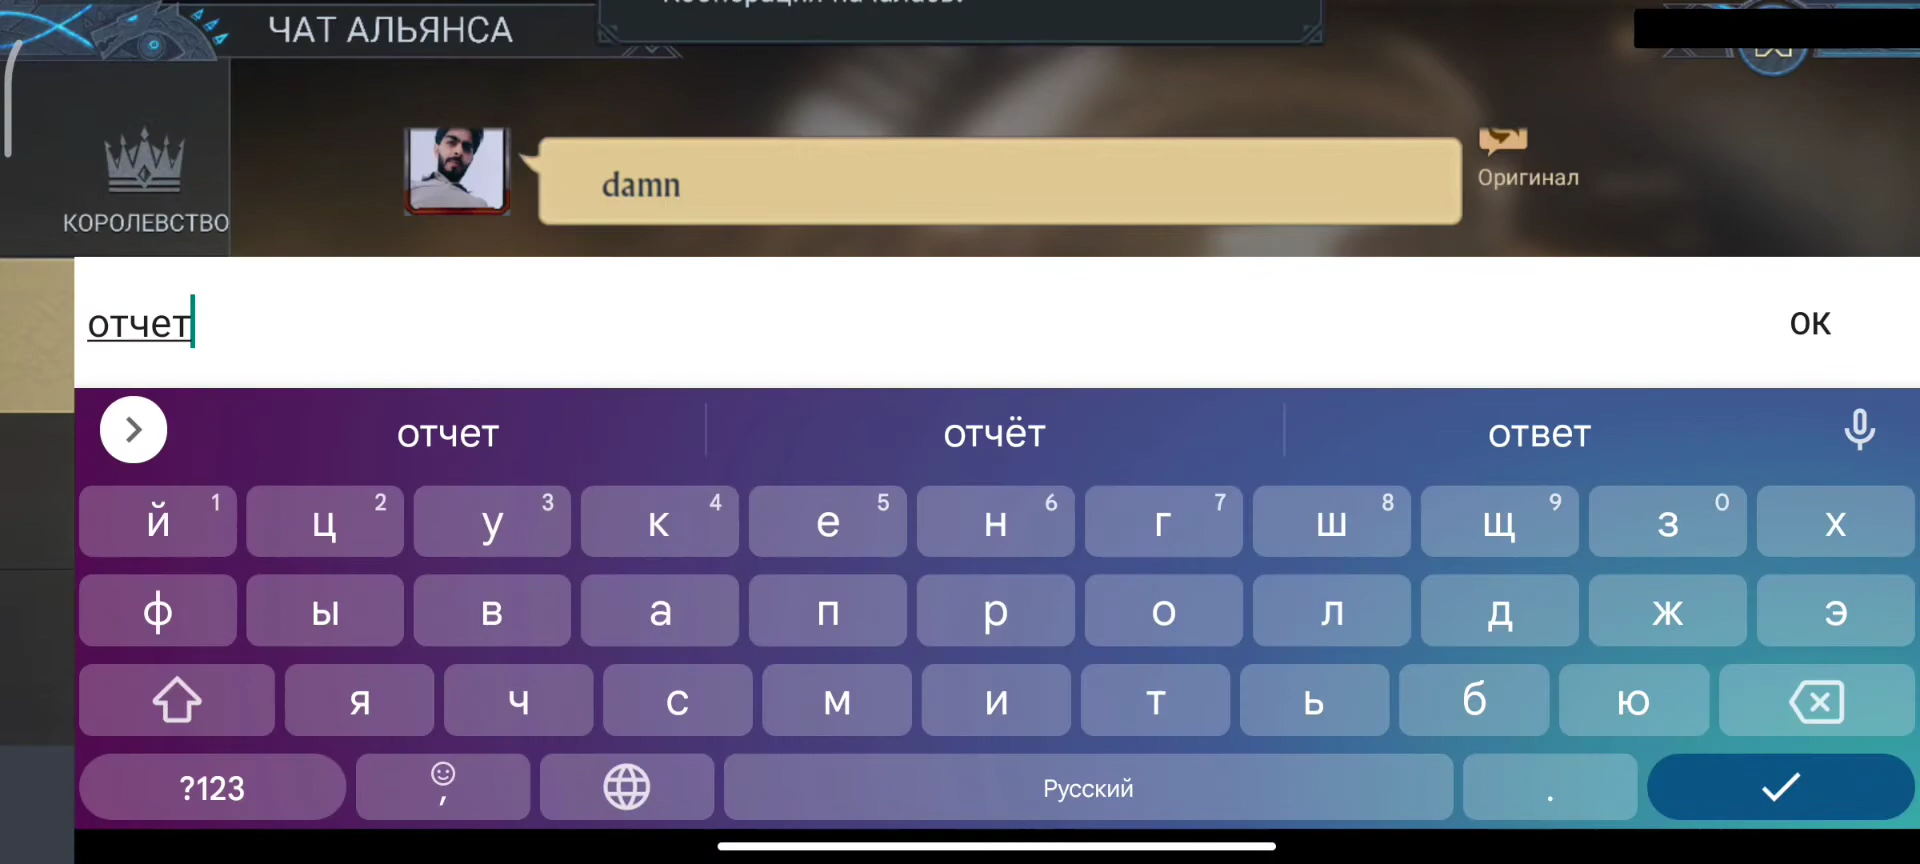 ЧАТ АЛЬЯНСА
КОРОЛЕВСТВО
damn
Оригинал
отчет
ОК
отчет отчёт ответ
й 1 ц 2 у 3 к 4 е 5 н 6 г 7 ш 8 щ 9 з 0 х
ф ы в а п р о л д ж э
я ч с м и т ь б ю
?123 , Русский .